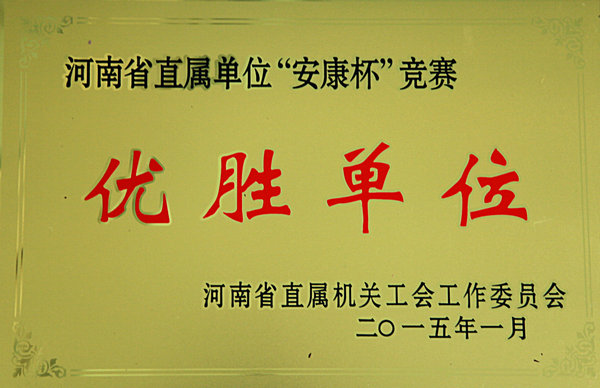 河南省直属单位“安康杯”竞赛
优胜单位
河南省直属机关工会工作委员会
二〇一五年一月